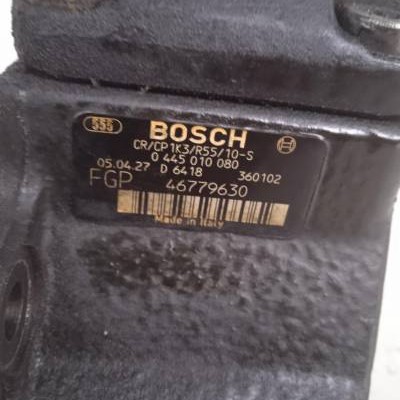 555 BOSCH
CR/CP1K3/R55/10-S
0 445 010 080
05.04.27 D 6418 360102
FGP 46779630
Made in Italy